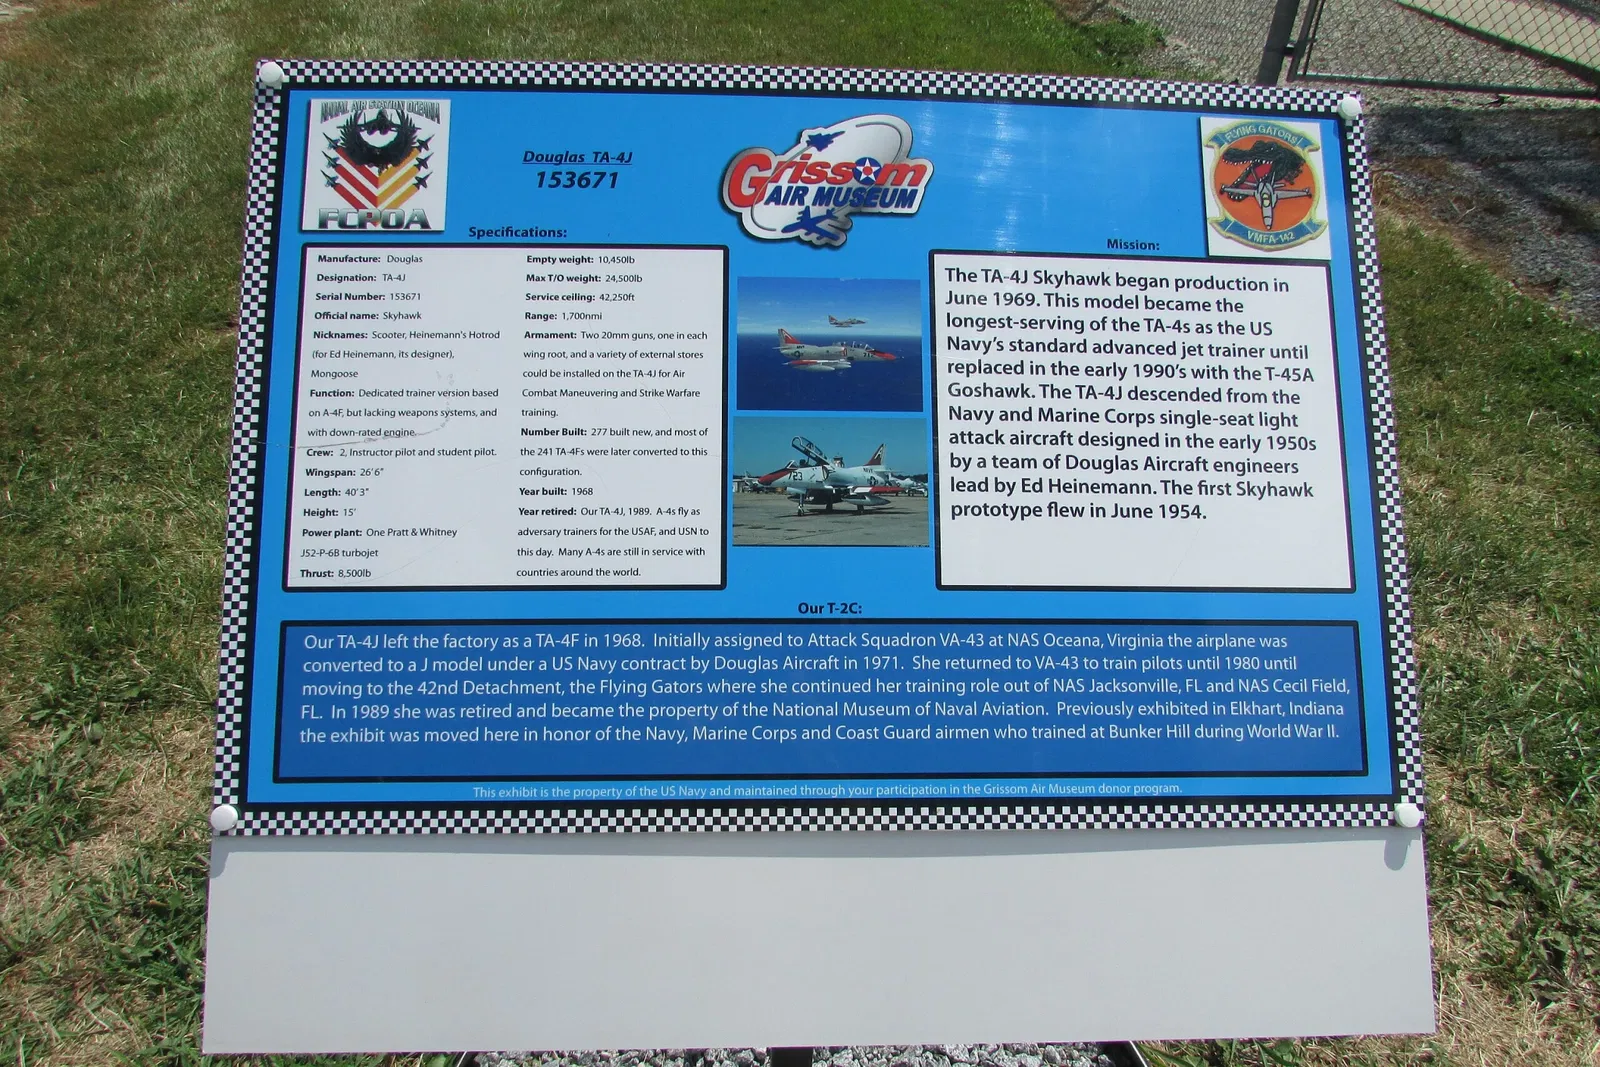 NAVAL AIR STATION OCEANA
FCPOA
Douglas TA-4J
153671
Grissom
AIR MUSEUM
FLYING GATORS
VMFA-142
Specifications:
Manufacture: Douglas
Designation: TA-4J
Serial Number: 153671
Official name: Skyhawk
Nicknames: Scooter, Heinemann's Hotrod
(for Ed Heinemann, its designer),
Mongoose
Function: Dedicated trainer version based
on A-4F, but lacking weapons systems, and
with down-rated engine.
Crew: 2, Instructor pilot and student pilot.
Wingspan: 26'6"
Length: 40'3"
Height: 15'
Power plant: One Pratt & Whitney
J52-P-6B turbojet
Thrust: 8,500lb
Empty weight: 10,450lb
Max T/O weight: 24,500lb
Service ceiling: 42,250ft
Range: 1,700nmi
Armament: Two 20mm guns, one in each
wing root, and a variety of external stores
could be installed on the TA-4J for Air
Combat Maneuvering and Strike Warfare
training.
Number Built: 277 built new, and most of
the 241 TA-4Fs were later converted to this
configuration.
Year built: 1968
Year retired: Our TA-4J, 1989. A-4s fly as
adversary trainers for the USAF, and USN to
this day. Many A-4s are still in service with
countries around the world.
723
Mission:
The TA-4J Skyhawk began production in
June 1969. This model became the
longest-serving of the TA-4s as the US
Navy's standard advanced jet trainer until
replaced in the early 1990's with the T-45A
Goshawk. The TA-4J descended from the
Navy and Marine Corps single-seat light
attack aircraft designed in the early 1950s
by a team of Douglas Aircraft engineers
lead by Ed Heinemann. The first Skyhawk
prototype flew in June 1954.
Our T-2C:
Our TA-4J left the factory as a TA-4F in 1968. Initially assigned to Attack Squadron VA-43 at NAS Oceana, Virginia the airplane was
converted to a J model under a US Navy contract by Douglas Aircraft in 1971. She returned to VA-43 to train pilots until 1980 until
moving to the 42nd Detachment, the Flying Gators where she continued her training role out of NAS Jacksonville, FL and NAS Cecil Field,
FL. In 1989 she was retired and became the property of the National Museum of Naval Aviation. Previously exhibited in Elkhart, Indiana
the exhibit was moved here in honor of the Navy, Marine Corps and Coast Guard airmen who trained at Bunker Hill during World War II.
This exhibit is the property of the US Navy and maintained through your participation in the Grissom Air Museum donor program.